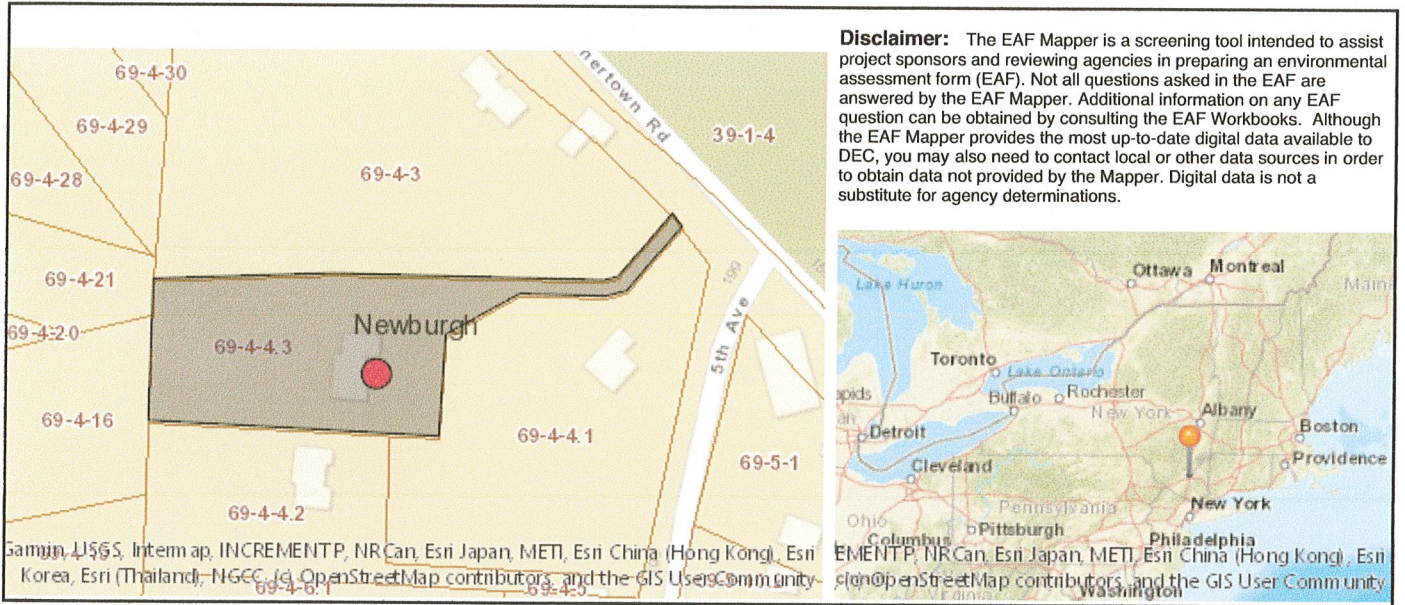 Disclaimer: The EAF Mapper is a screening tool intended to assist
project sponsors and reviewing agencies in preparing an environmental
assessment form (EAF). Not all questions asked in the EAF are
answered by the EAF Mapper. Additional information on any EAF
question can be obtained by consulting the EAF Workbooks. Although
the EAF Mapper provides the most up-to-date digital data available to
DEC, you may also need to contact local or other data sources in order
to obtain data not provided by the Mapper. Digital data is not a
substitute for agency determinations.
69-4-30
69-4-29
69-4-28
69-4-3
nertown Rd
39-1-4
69-4-21
69-4-20
Newburgh
69-4-4.3
5th Ave
69-4-16
69-4-4.1
69-5-1
69-4-4.2
Garmin, USGS, Intermap, INCREMENT P, NRCan, Esri Japan, METI, Esri China (Hong Kong), Esri
Korea, Esri (Thailand), NGCC, (c) OpenStreetMap contributors, and the GIS User Community
69-4-6.1
69-4-5
Ottawa
Montreal
Maine
Lake Huron
Toronto
Lake Ontario
apids
Buffalo
Rochester
New York
Albany
Boston
Detroit
Providence
Cleveland
New York
Pennsylvania
Ohio
Pittsburgh
Columbus
Philadelphia
EMENT P, NRCan, Esri Japan, METI, Esri China (Hong Kong), Esri
OpenStreetMap contributors, and the GIS User Community
Virginia
Washington